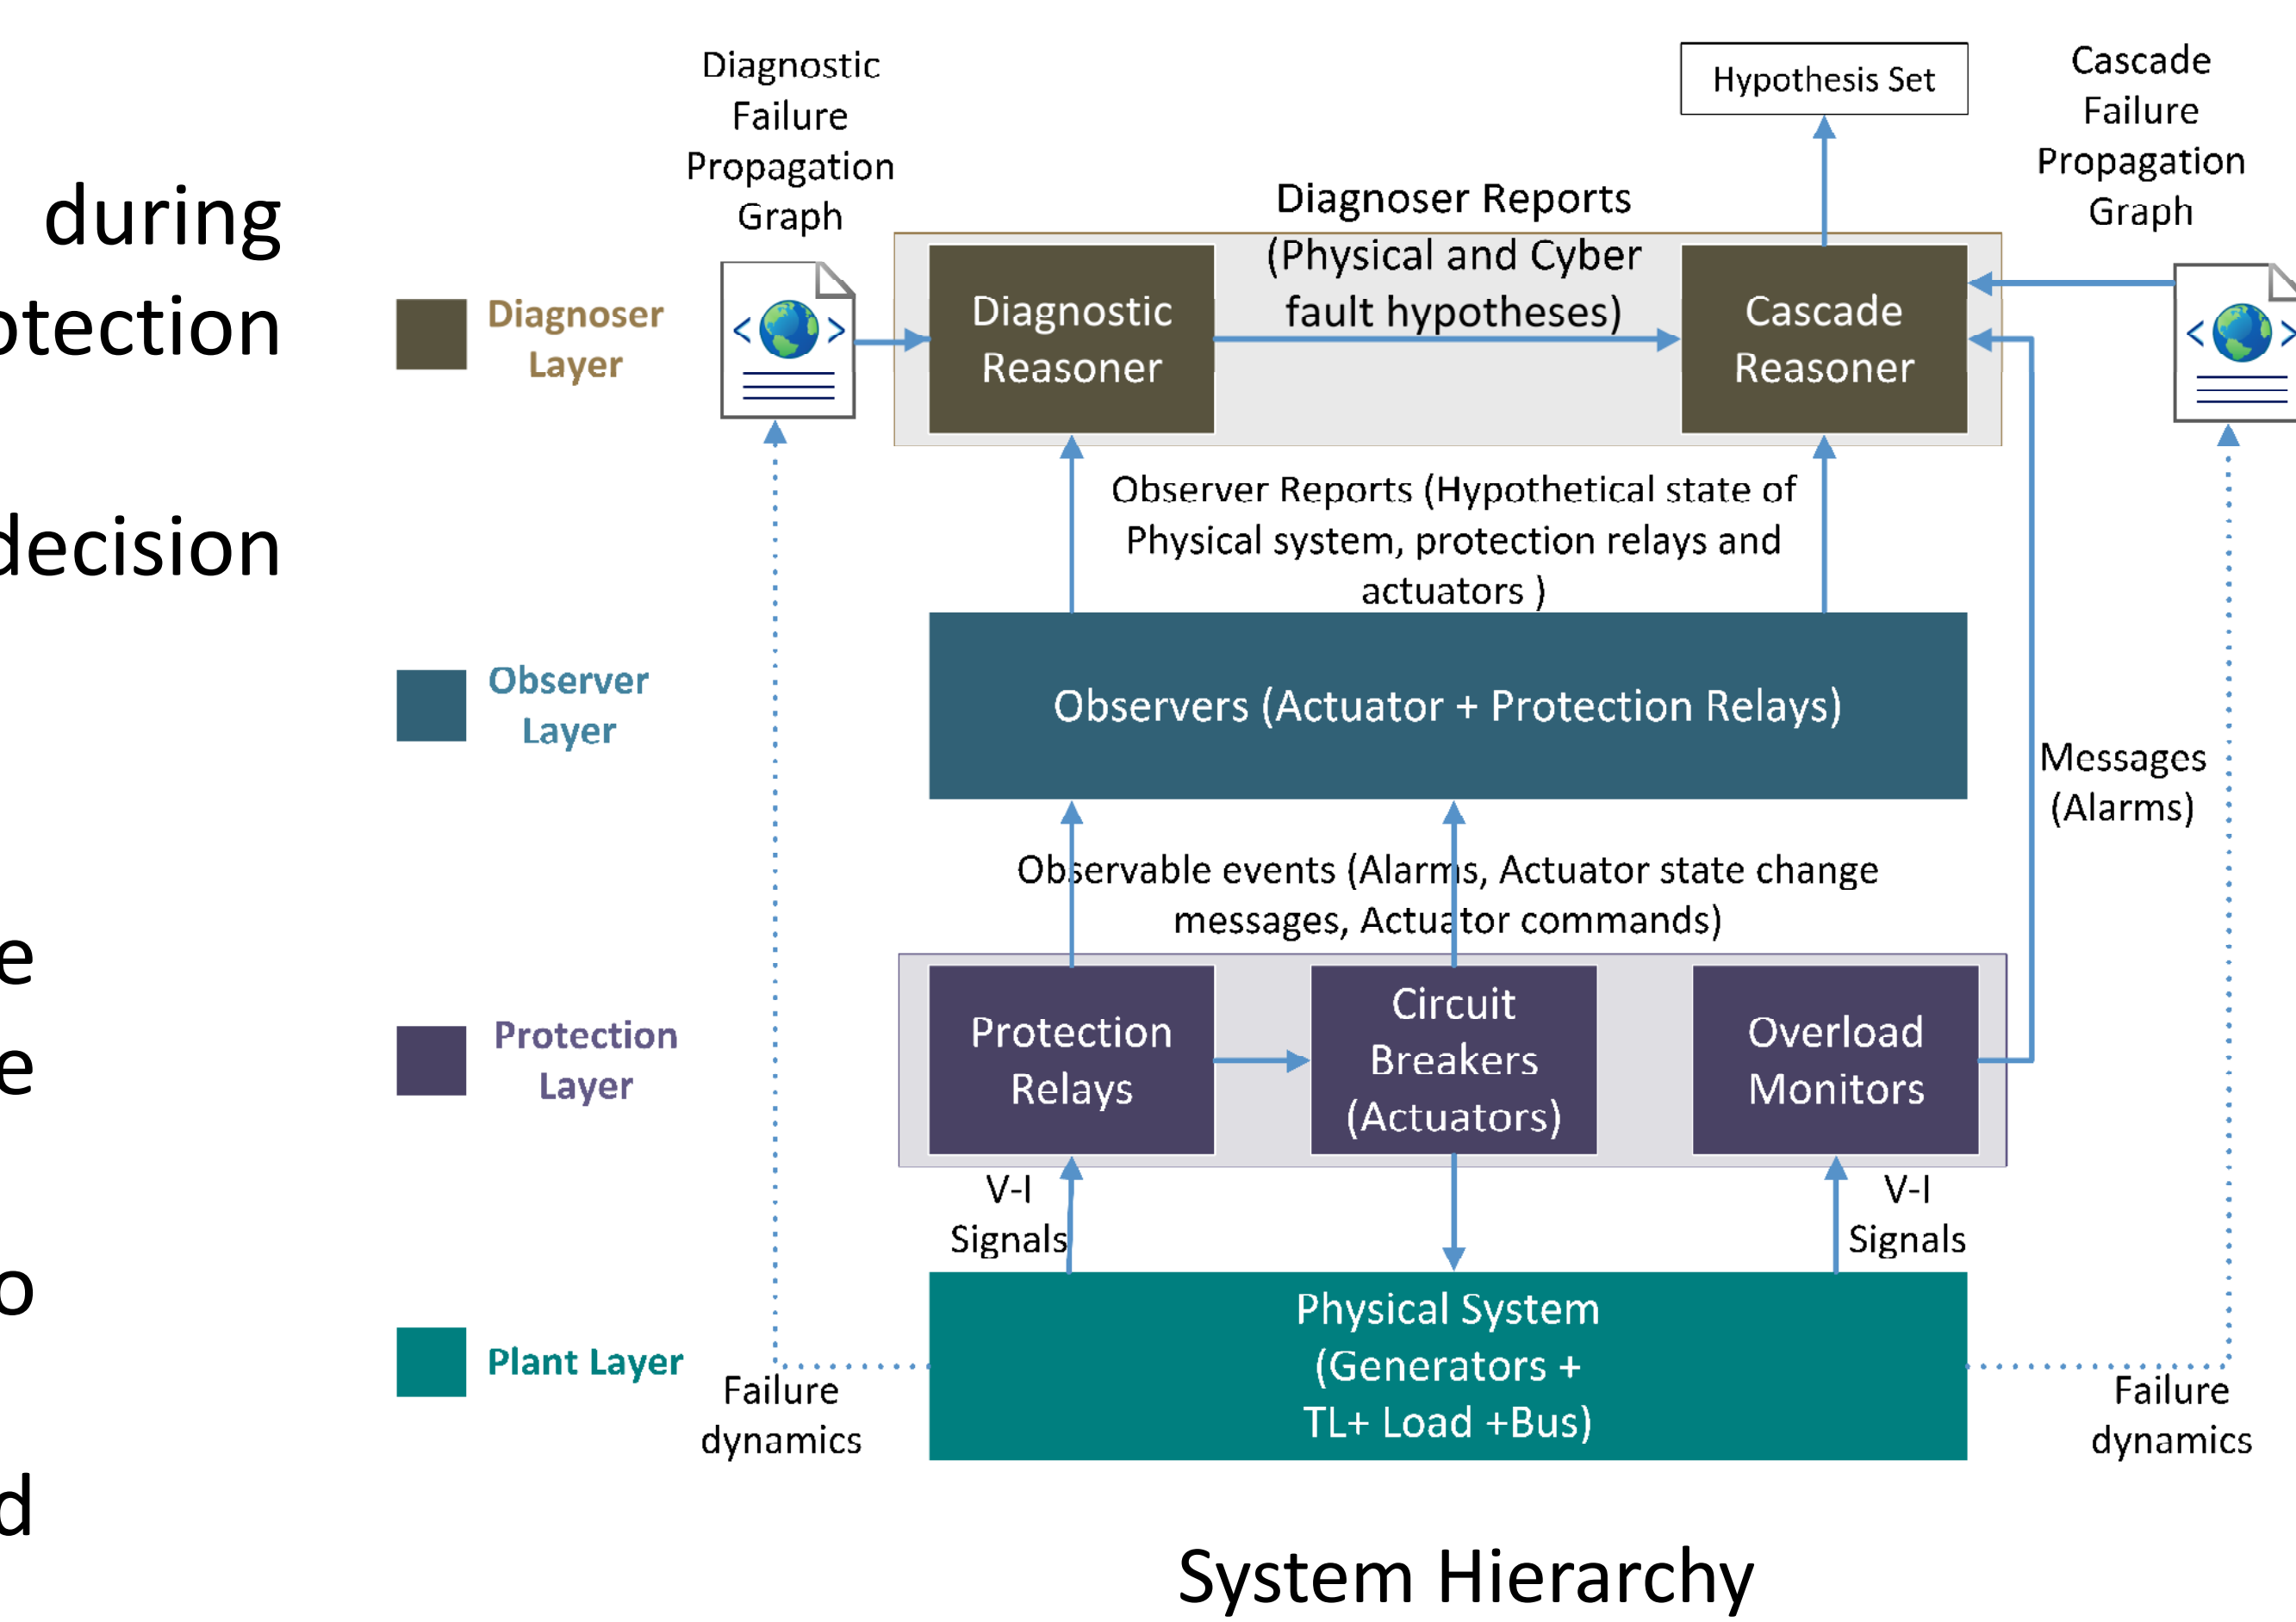 during
decision
Diagnostic
Failure
Propagation
Graph
Hypothesis Set
Cascade
Failure
Propagation
Graph
Diagnoser Reports
(Physical and Cyber
fault hypotheses)
Diagnoser
Layer
Diagnostic
Reasoner
Cascade
Reasoner
Observer Reports (Hypothetical state of
Physical system, protection relays and
actuators )
Observer
Layer
Observers (Actuator + Protection Relays)
Messages
(Alarms)
Observable events (Alarms, Actuator state change
messages, Actuator commands)
Protection
Layer
Protection
Relays
Circuit
Breakers
(Actuators)
Overload
Monitors
V-I
Signals
V-I
Signals
Plant Layer
Physical System
(Generators +
TL+ Load +Bus)
Failure
dynamics
Failure
dynamics
System Hierarchy